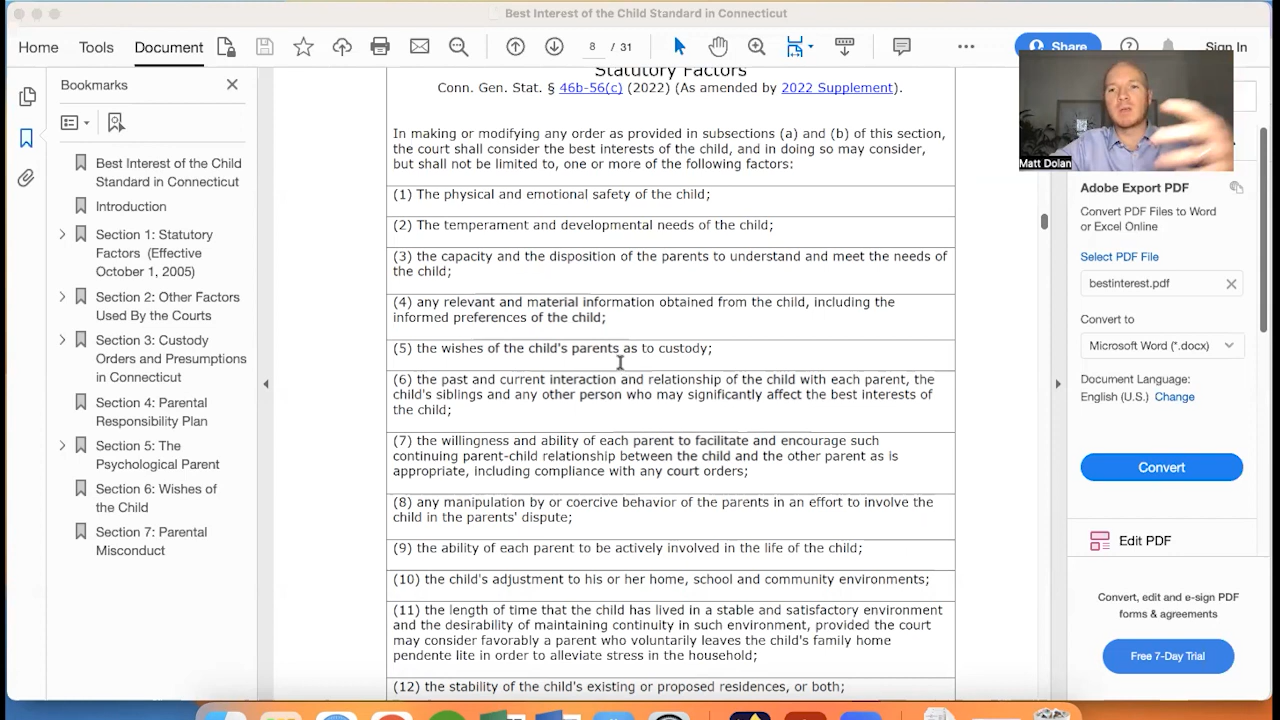 Best Interest of the Child Standard in Connecticut
Home Tools Document 8 / 31 Share Sign In
Bookmarks
Best Interest of the Child
Standard in Connecticut
Introduction
Section 1: Statutory
Factors (Effective
October 1, 2005)
Section 2: Other Factors
Used By the Courts
Section 3: Custody
Orders and Presumptions
in Connecticut
Section 4: Parental
Responsibility Plan
Section 5: The
Psychological Parent
Section 6: Wishes of
the Child
Section 7: Parental
Misconduct
Statutory Factors
Conn. Gen. Stat. § 46b-56(c) (2022) (As amended by 2022 Supplement).
In making or modifying any order as provided in subsections (a) and (b) of this section,
the court shall consider the best interests of the child, and in doing so may consider,
but shall not be limited to, one or more of the following factors:
(1) The physical and emotional safety of the child;
(2) The temperament and developmental needs of the child;
(3) the capacity and the disposition of the parents to understand and meet the needs of
the child;
(4) any relevant and material information obtained from the child, including the
informed preferences of the child;
(5) the wishes of the child's parents as to custody;
(6) the past and current interaction and relationship of the child with each parent, the
child's siblings and any other person who may significantly affect the best interests of
the child;
(7) the willingness and ability of each parent to facilitate and encourage such
continuing parent-child relationship between the child and the other parent as is
appropriate, including compliance with any court orders;
(8) any manipulation by or coercive behavior of the parents in an effort to involve the
child in the parents' dispute;
(9) the ability of each parent to be actively involved in the life of the child;
(10) the child's adjustment to his or her home, school and community environments;
(11) the length of time that the child has lived in a stable and satisfactory environment
and the desirability of maintaining continuity in such environment, provided the court
may consider favorably a parent who voluntarily leaves the child's family home
pendente lite in order to alleviate stress in the household;
(12) the stability of the child's existing or proposed residences, or both;
Matt Dolan
Adobe Export PDF
Convert PDF Files to Word
or Excel Online
Select PDF File
bestinterest.pdf
Convert to
Microsoft Word (*.docx)
Document Language:
English (U.S.) Change
Convert
Edit PDF
Convert, edit and e-sign PDF
forms & agreements
Free 7-Day Trial